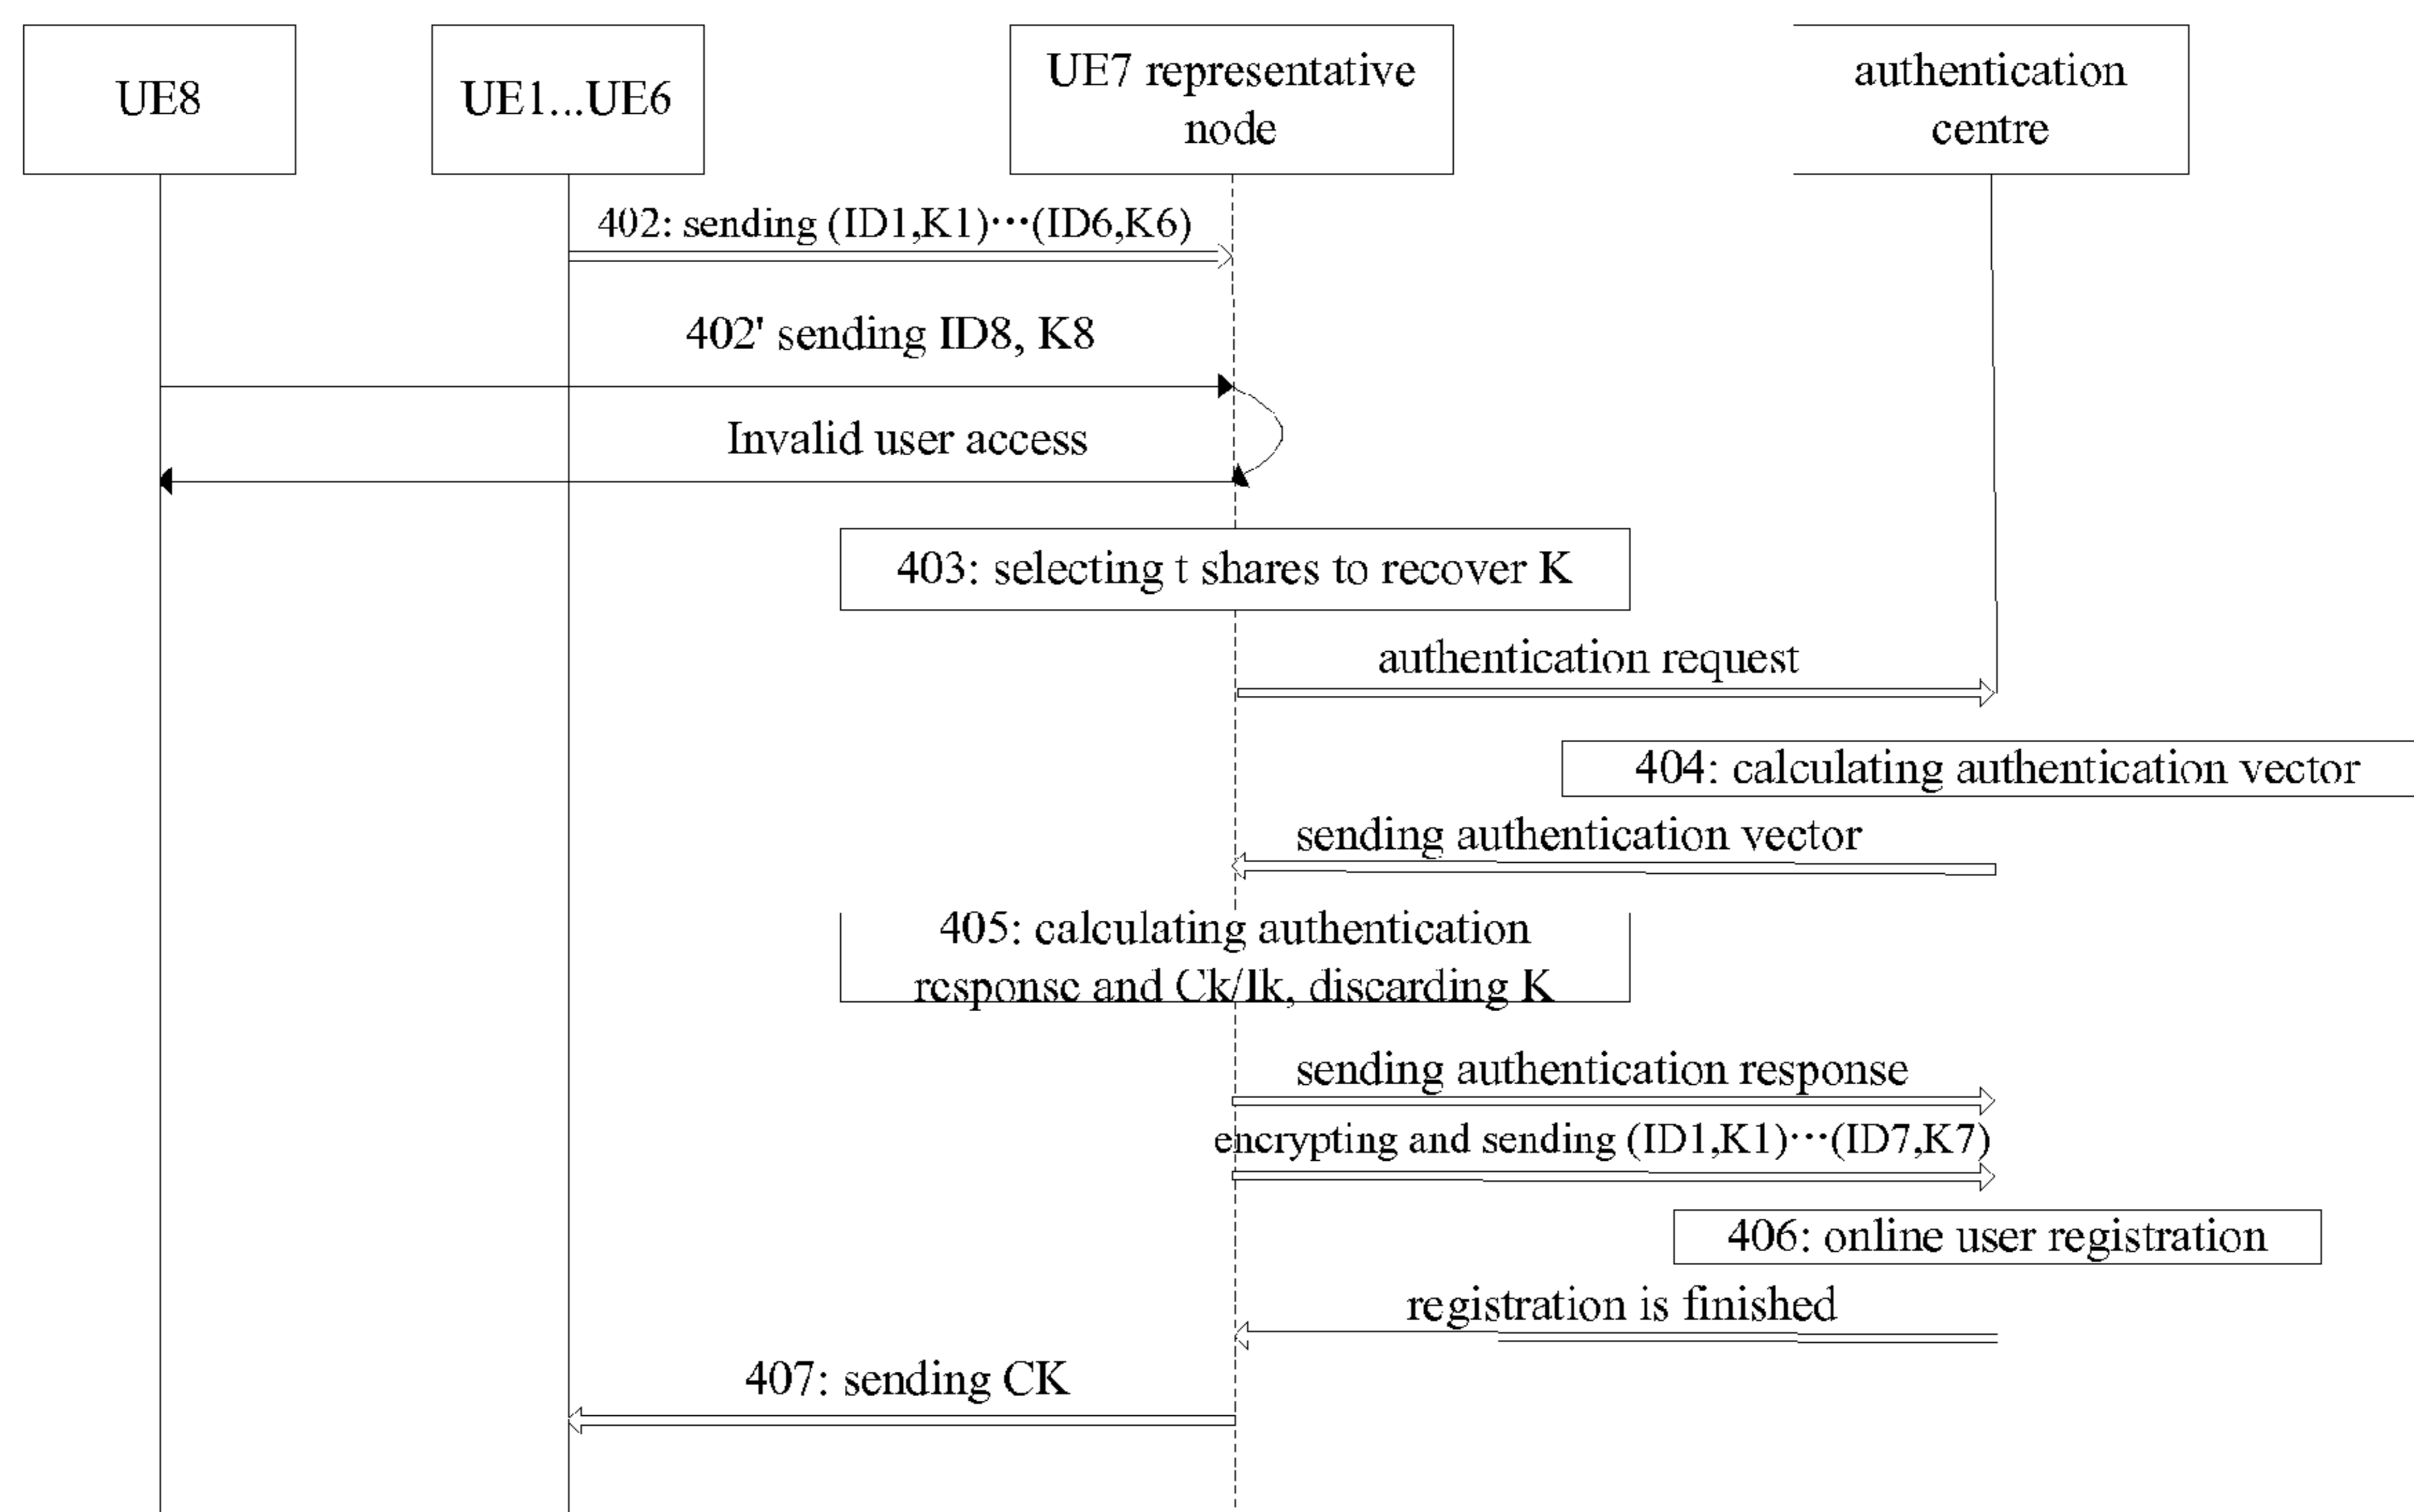 UE8
UE1...UE6
UE7 representative
node
authentication
centre
402: sending (ID1,K1)···(ID6,K6)
402' sending ID8, K8
Invalid user access
403: selecting t shares to recover K
authentication request
404: calculating authentication vector
sending authentication vector
405: calculating authentication
response and Ck/Ik, discarding K
sending authentication response
encrypting and sending (ID1,K1)···(ID7,K7)
406: online user registration
registration is finished
407: sending CK